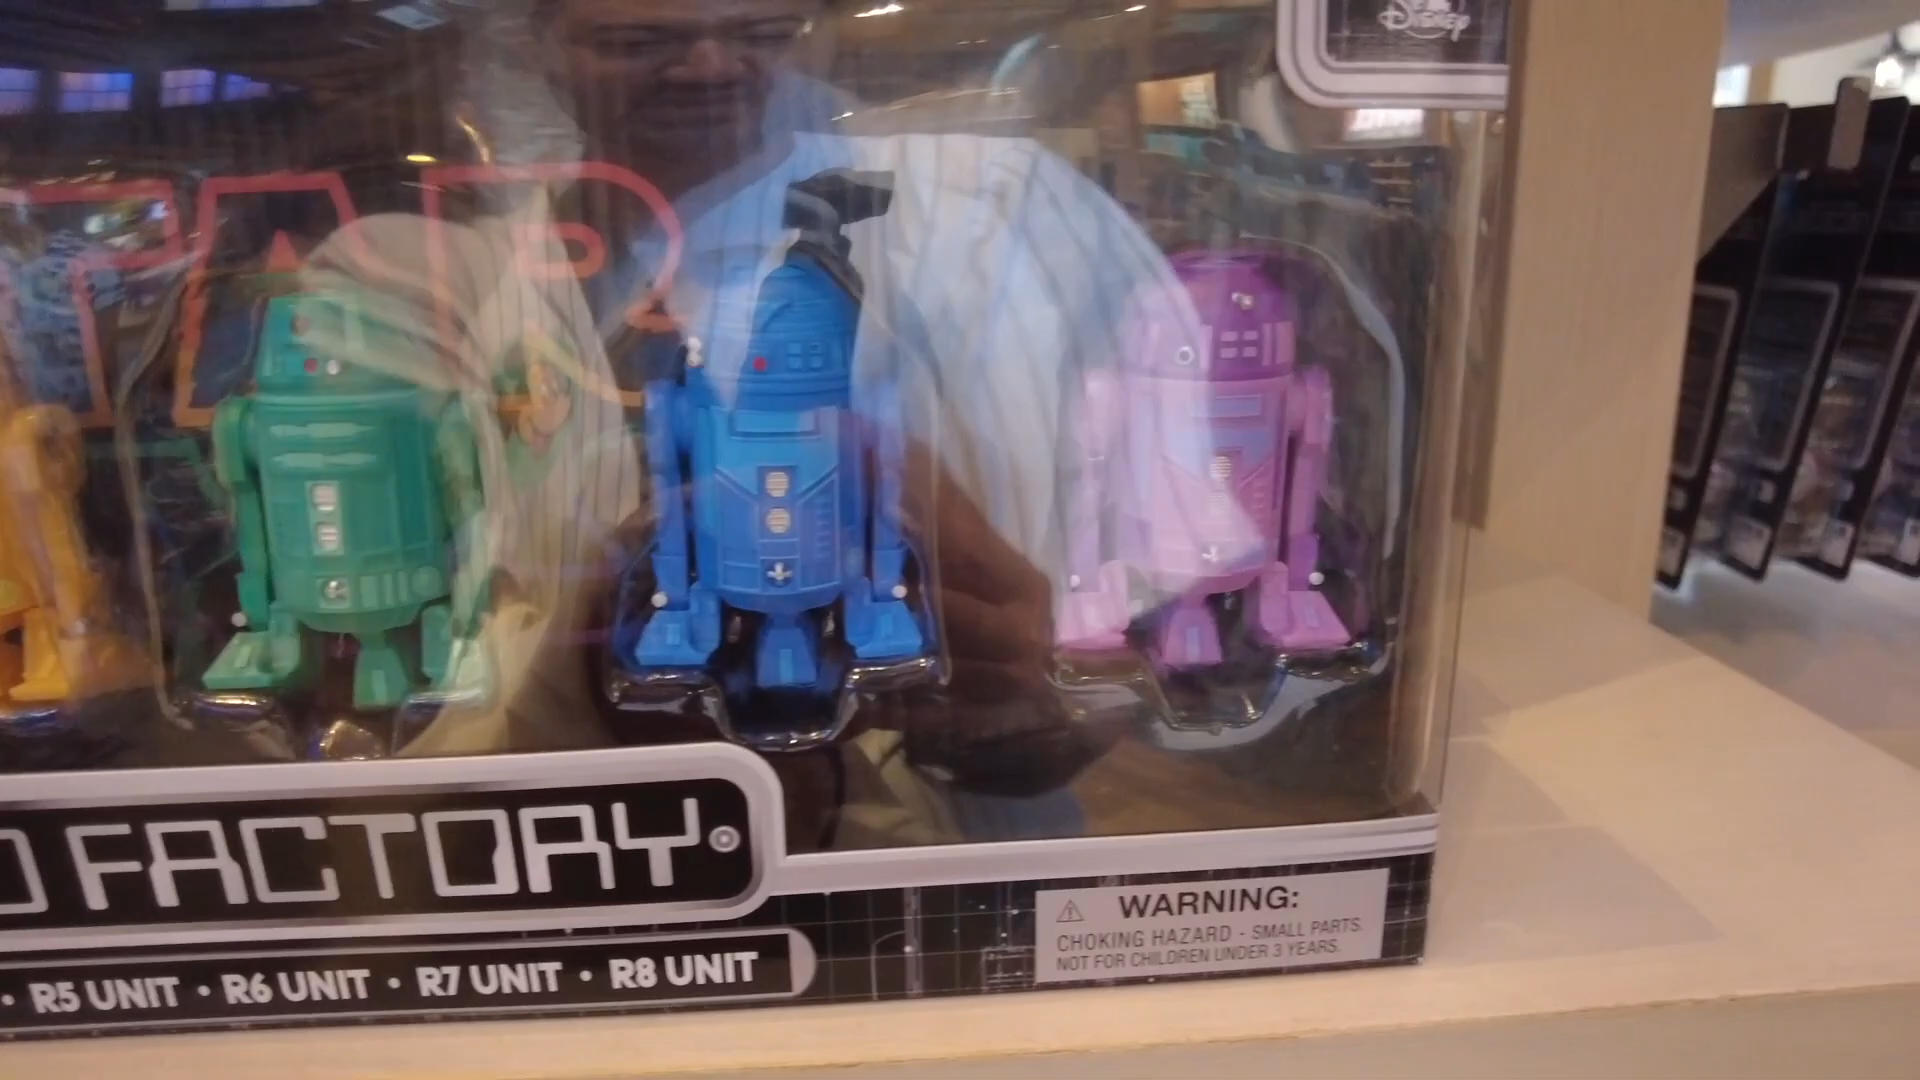 Disney
TAR
D FACTORY
• R5 UNIT • R6 UNIT • R7 UNIT • R8 UNIT
WARNING:
CHOKING HAZARD - SMALL PARTS.
NOT FOR CHILDREN UNDER 3 YEARS.